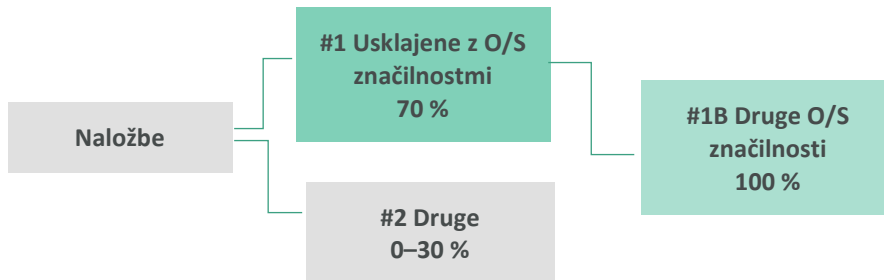 #1 Usklajene z O/S
značilnostmi
70 %
Naložbe
#1B Druge O/S
značilnosti
100 %
#2 Druge
0–30 %